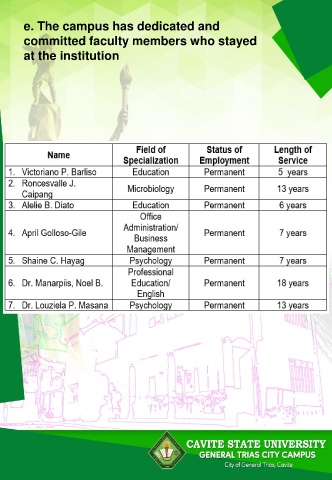 e. The campus has dedicated and
committed faculty members who stayed
at the institution
Name Field of Specialization Status of Employment Length of Service
1. Victoriano P. Barliso Education Permanent 5 years
2. Roncesvalle J. Caipang Microbiology Permanent 13 years
3. Alelie B. Diato Education Permanent 6 years
4. April Golloso-Gile Office Administration/ Business Management Permanent 7 years
5. Shaine C. Hayag Psychology Permanent 7 years
6. Dr. Manarpiis, Noel B. Professional Education/ English Permanent 18 years
7. Dr. Louziela P. Masana Psychology Permanent 13 years
CAVITE STATE UNIVERSITY
GENERAL TRIAS CITY CAMPUS
City of General Trias, Cavite